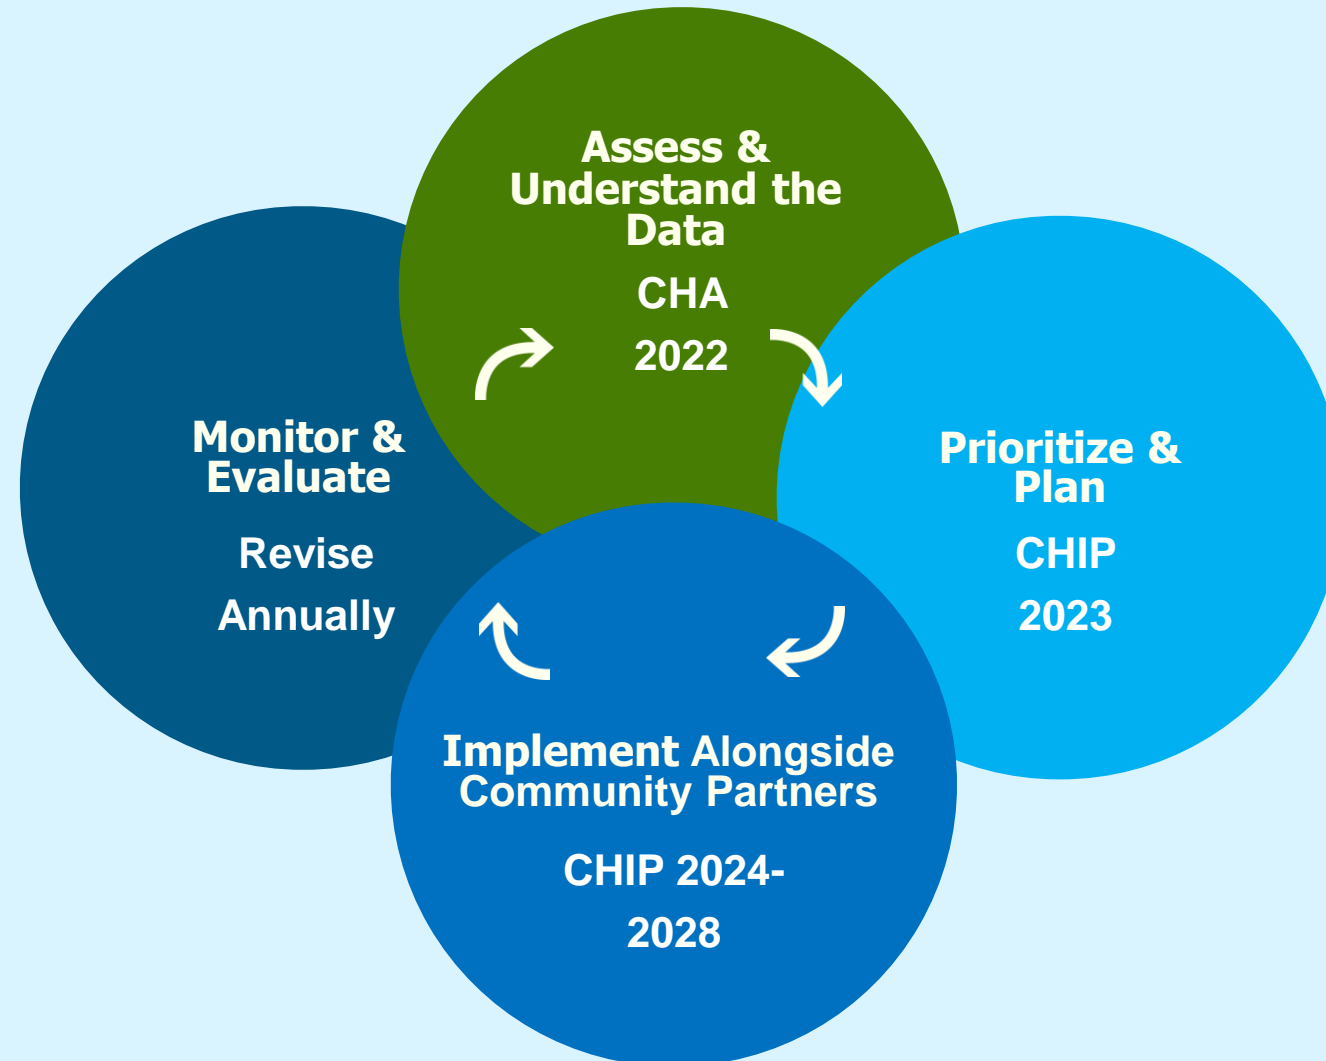 Assess &
Understand the
Data
CHA
2022
Prioritize &
Plan
CHIP
2023
Implement Alongside
Community Partners
CHIP 2024-
2028
Monitor &
Evaluate
Revise
Annually